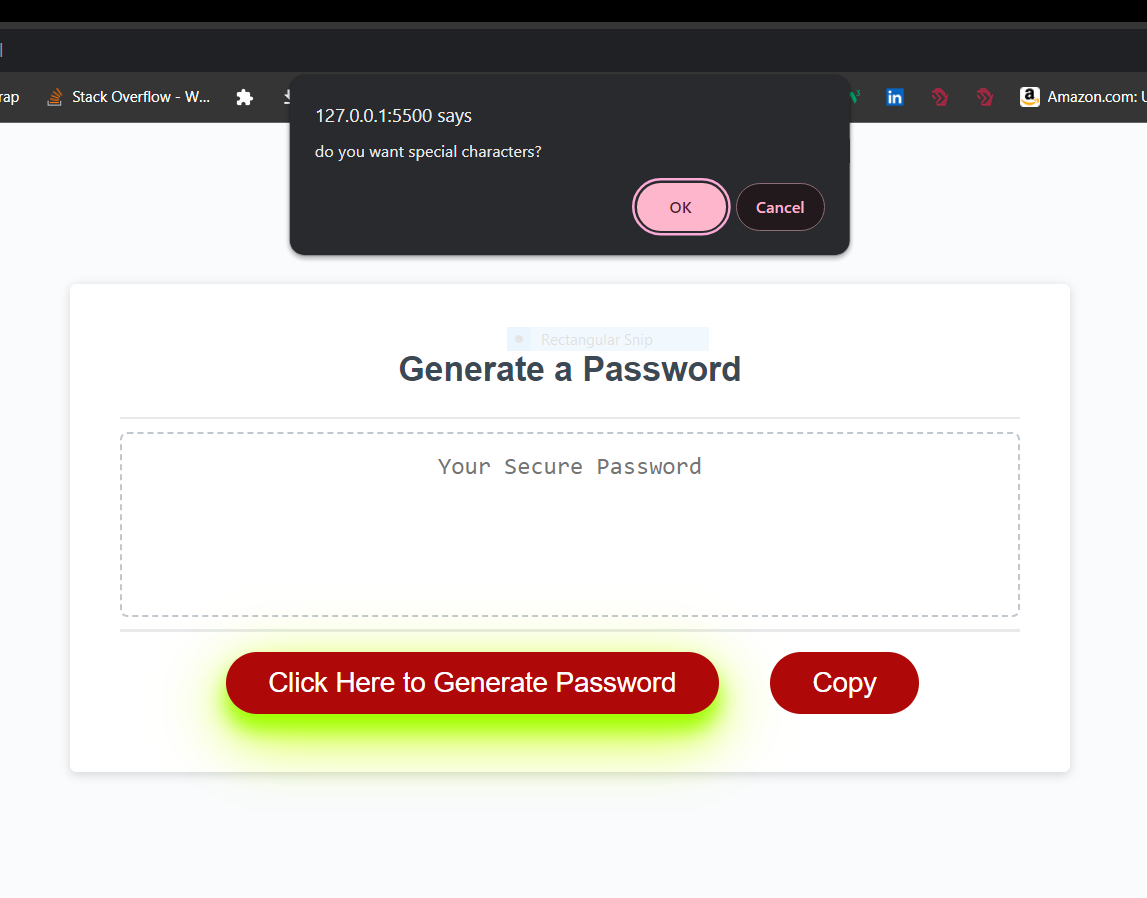 rap Stack Overflow - W... Amazon.com: U
127.0.0.1:5500 says
do you want special characters?
OK Cancel
Rectangular Snip
Generate a Password
Your Secure Password
Click Here to Generate Password Copy